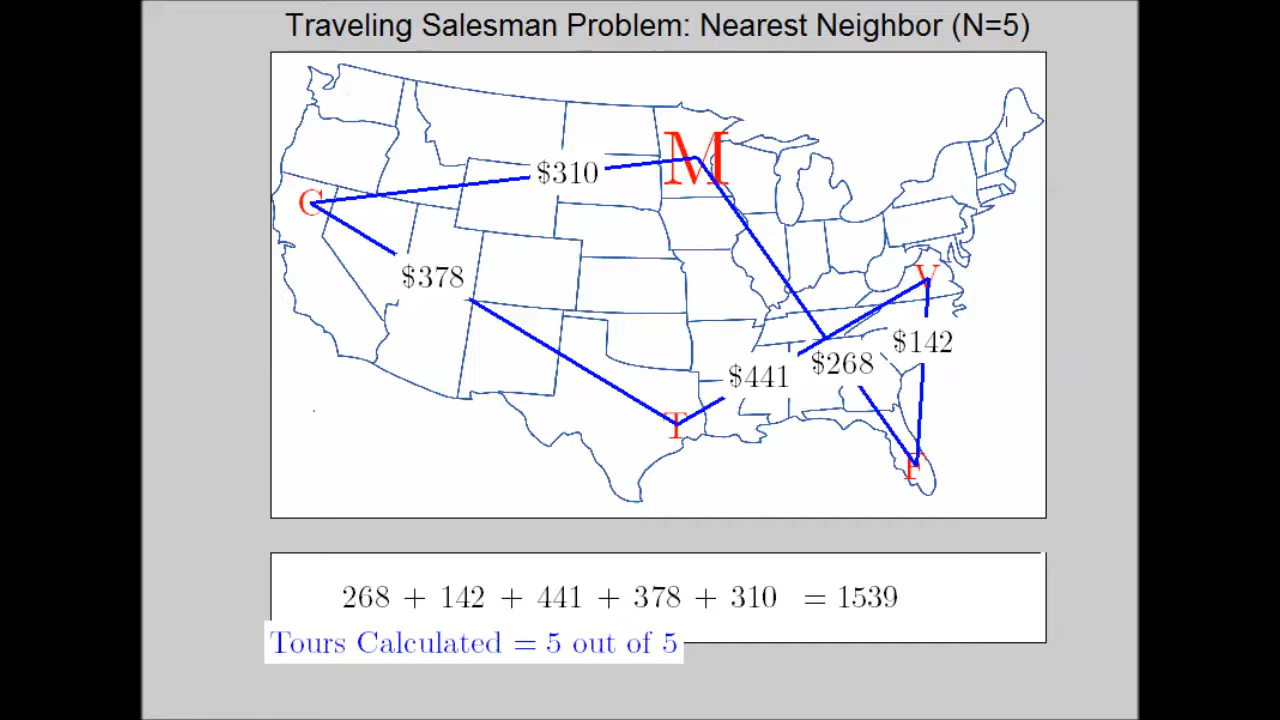 Traveling Salesman Problem: Nearest Neighbor (N=5)
M
$310
C
V
$378
$142
$268
$441
T
F
268 + 142 + 441 + 378 + 310 = 1539
Tours Calculated = 5 out of 5